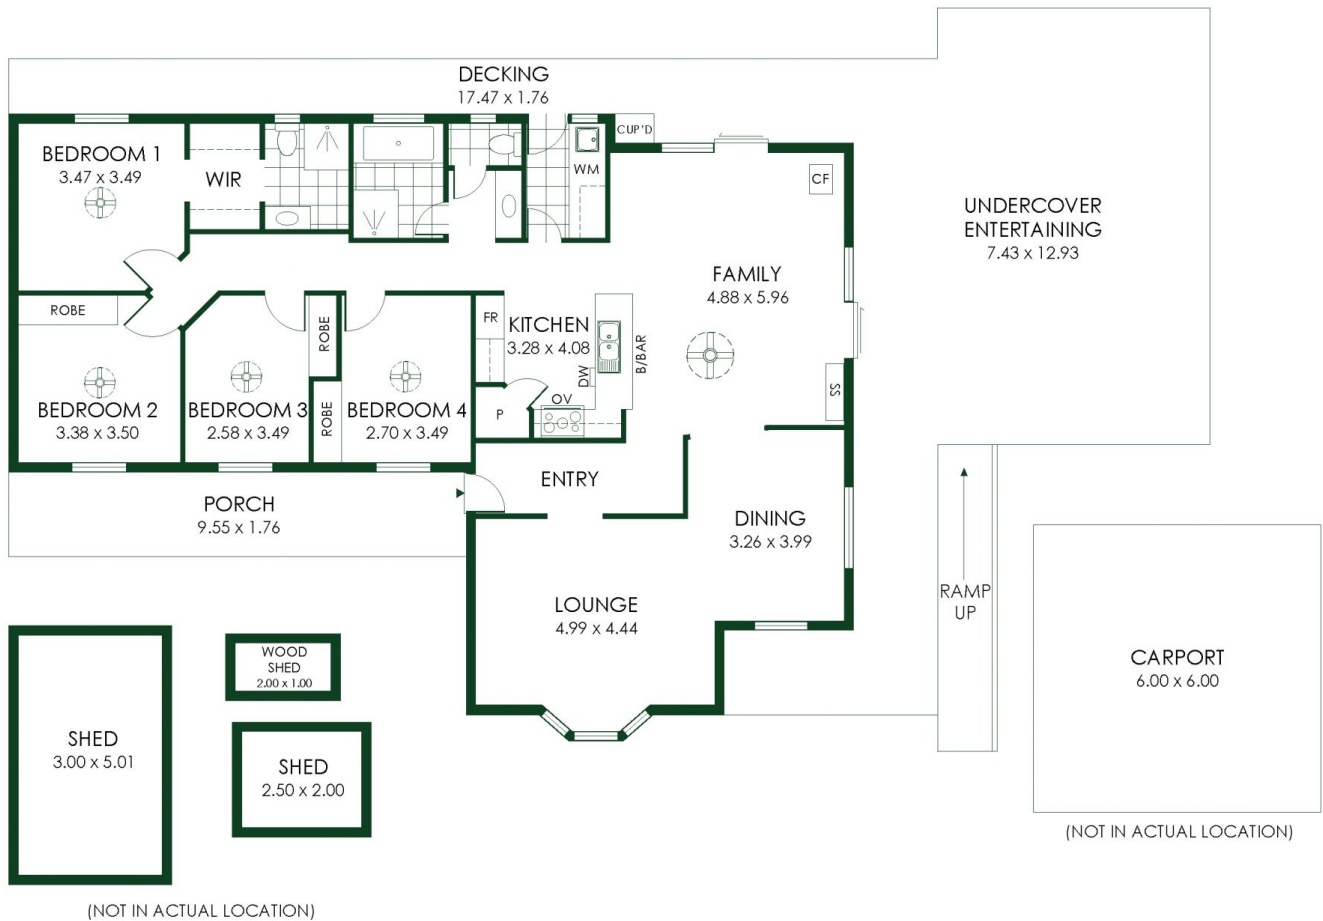 DECKING
17.47 x 1.76
CUP'D
BEDROOM 1
3.47 x 3.49
WIR
WM
CF
UNDERCOVER
ENTERTAINING
7.43 x 12.93
FAMILY
4.88 x 5.96
ROBE
ROBE
FR
KITCHEN
3.28 x 4.08
B/BAR
DW
SS
BEDROOM 2
3.38 x 3.50
BEDROOM 3
2.58 x 3.49
ROBE
BEDROOM 4
2.70 x 3.49
P
OV
ENTRY
PORCH
9.55 x 1.76
DINING
3.26 x 3.99
LOUNGE
4.99 x 4.44
RAMP
UP
WOOD
SHED
2.00 x 1.00
CARPORT
6.00 x 6.00
SHED
3.00 x 5.01
SHED
2.50 x 2.00
(NOT IN ACTUAL LOCATION)
(NOT IN ACTUAL LOCATION)